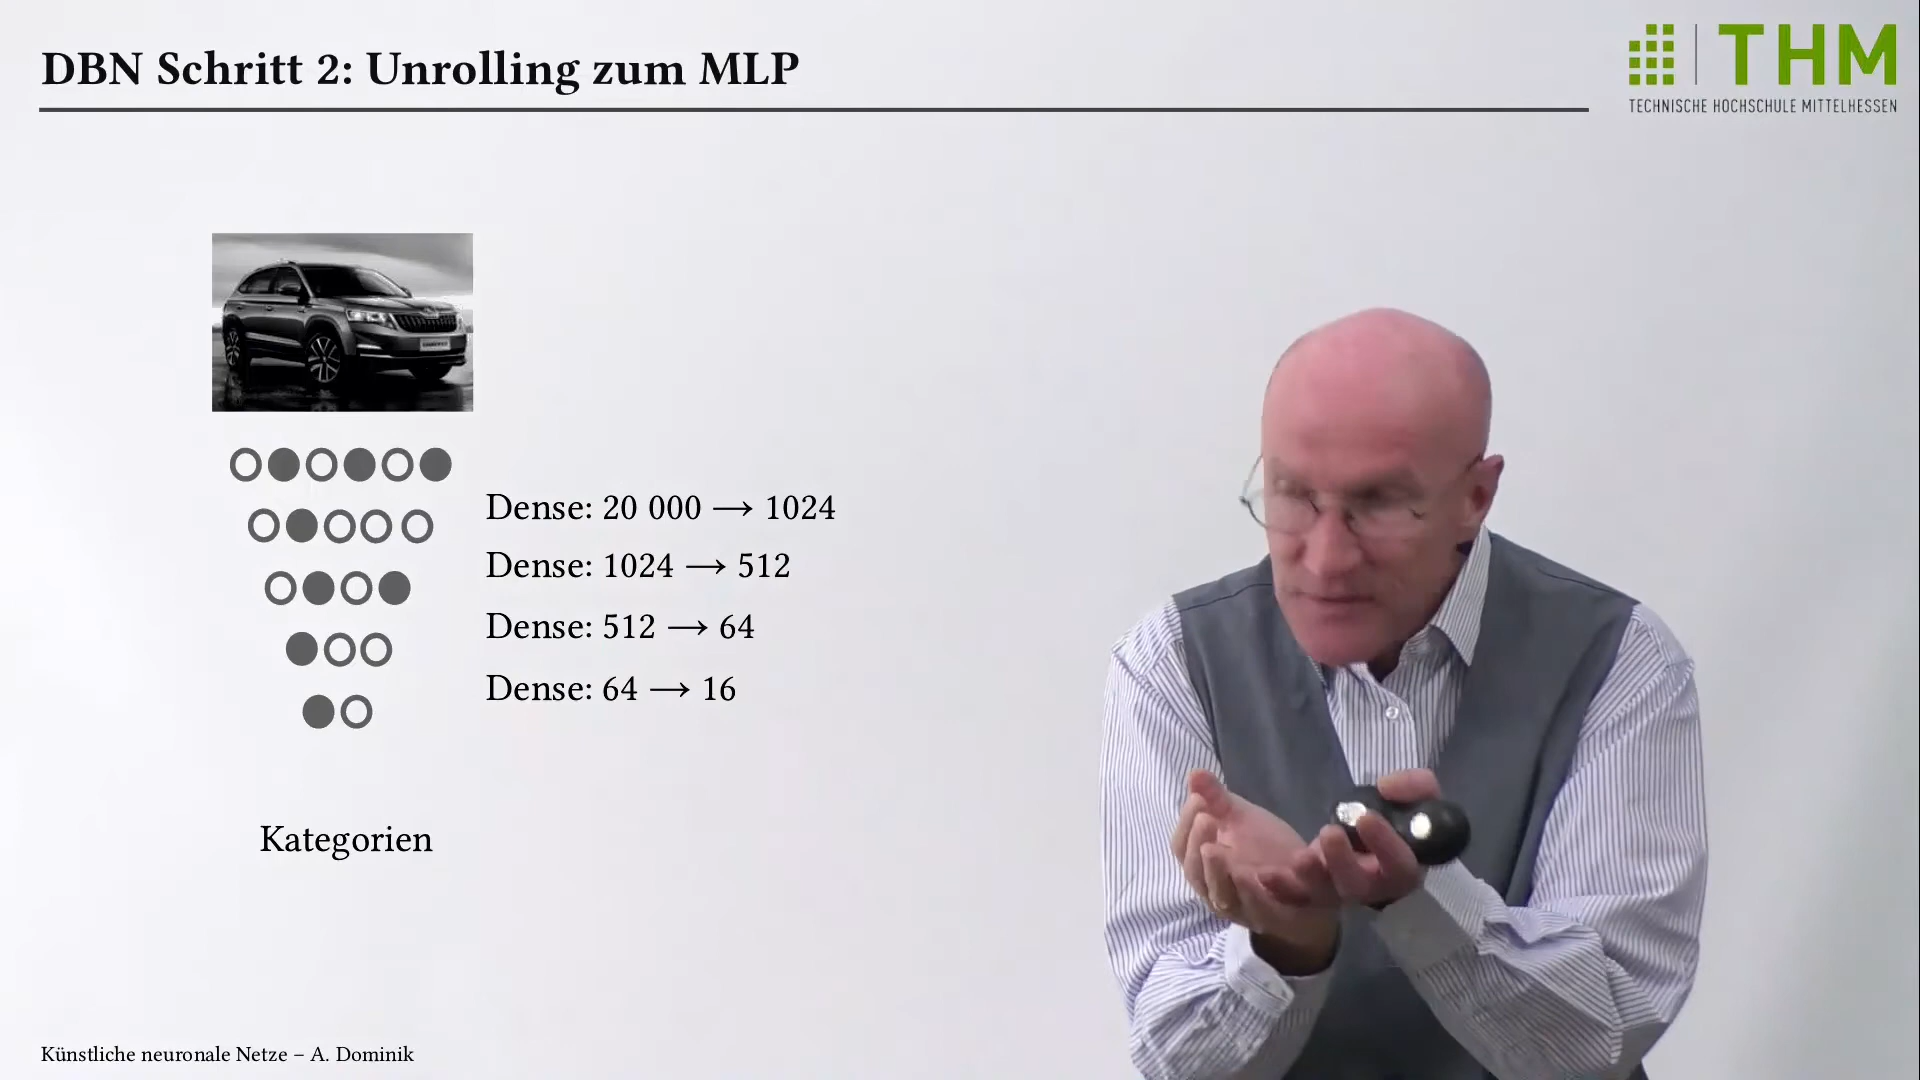 DBN Schritt 2: Unrolling zum MLP
THM
TECHNISCHE HOCHSCHULE MITTELHESSEN
Dense: 20 000 → 1024
Dense: 1024 → 512
Dense: 512 → 64
Dense: 64 → 16
Kategorien
Künstliche neuronale Netze – A. Dominik